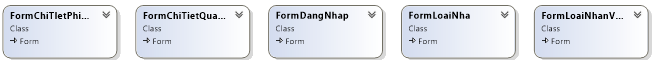 FormChiTIetPhi...
Class
Form
FormChiTietQua...
Class
Form
FormDangNhap
Class
Form
FormLoaiNha
Class
Form
FormLoaiNhanV...
Class
Form